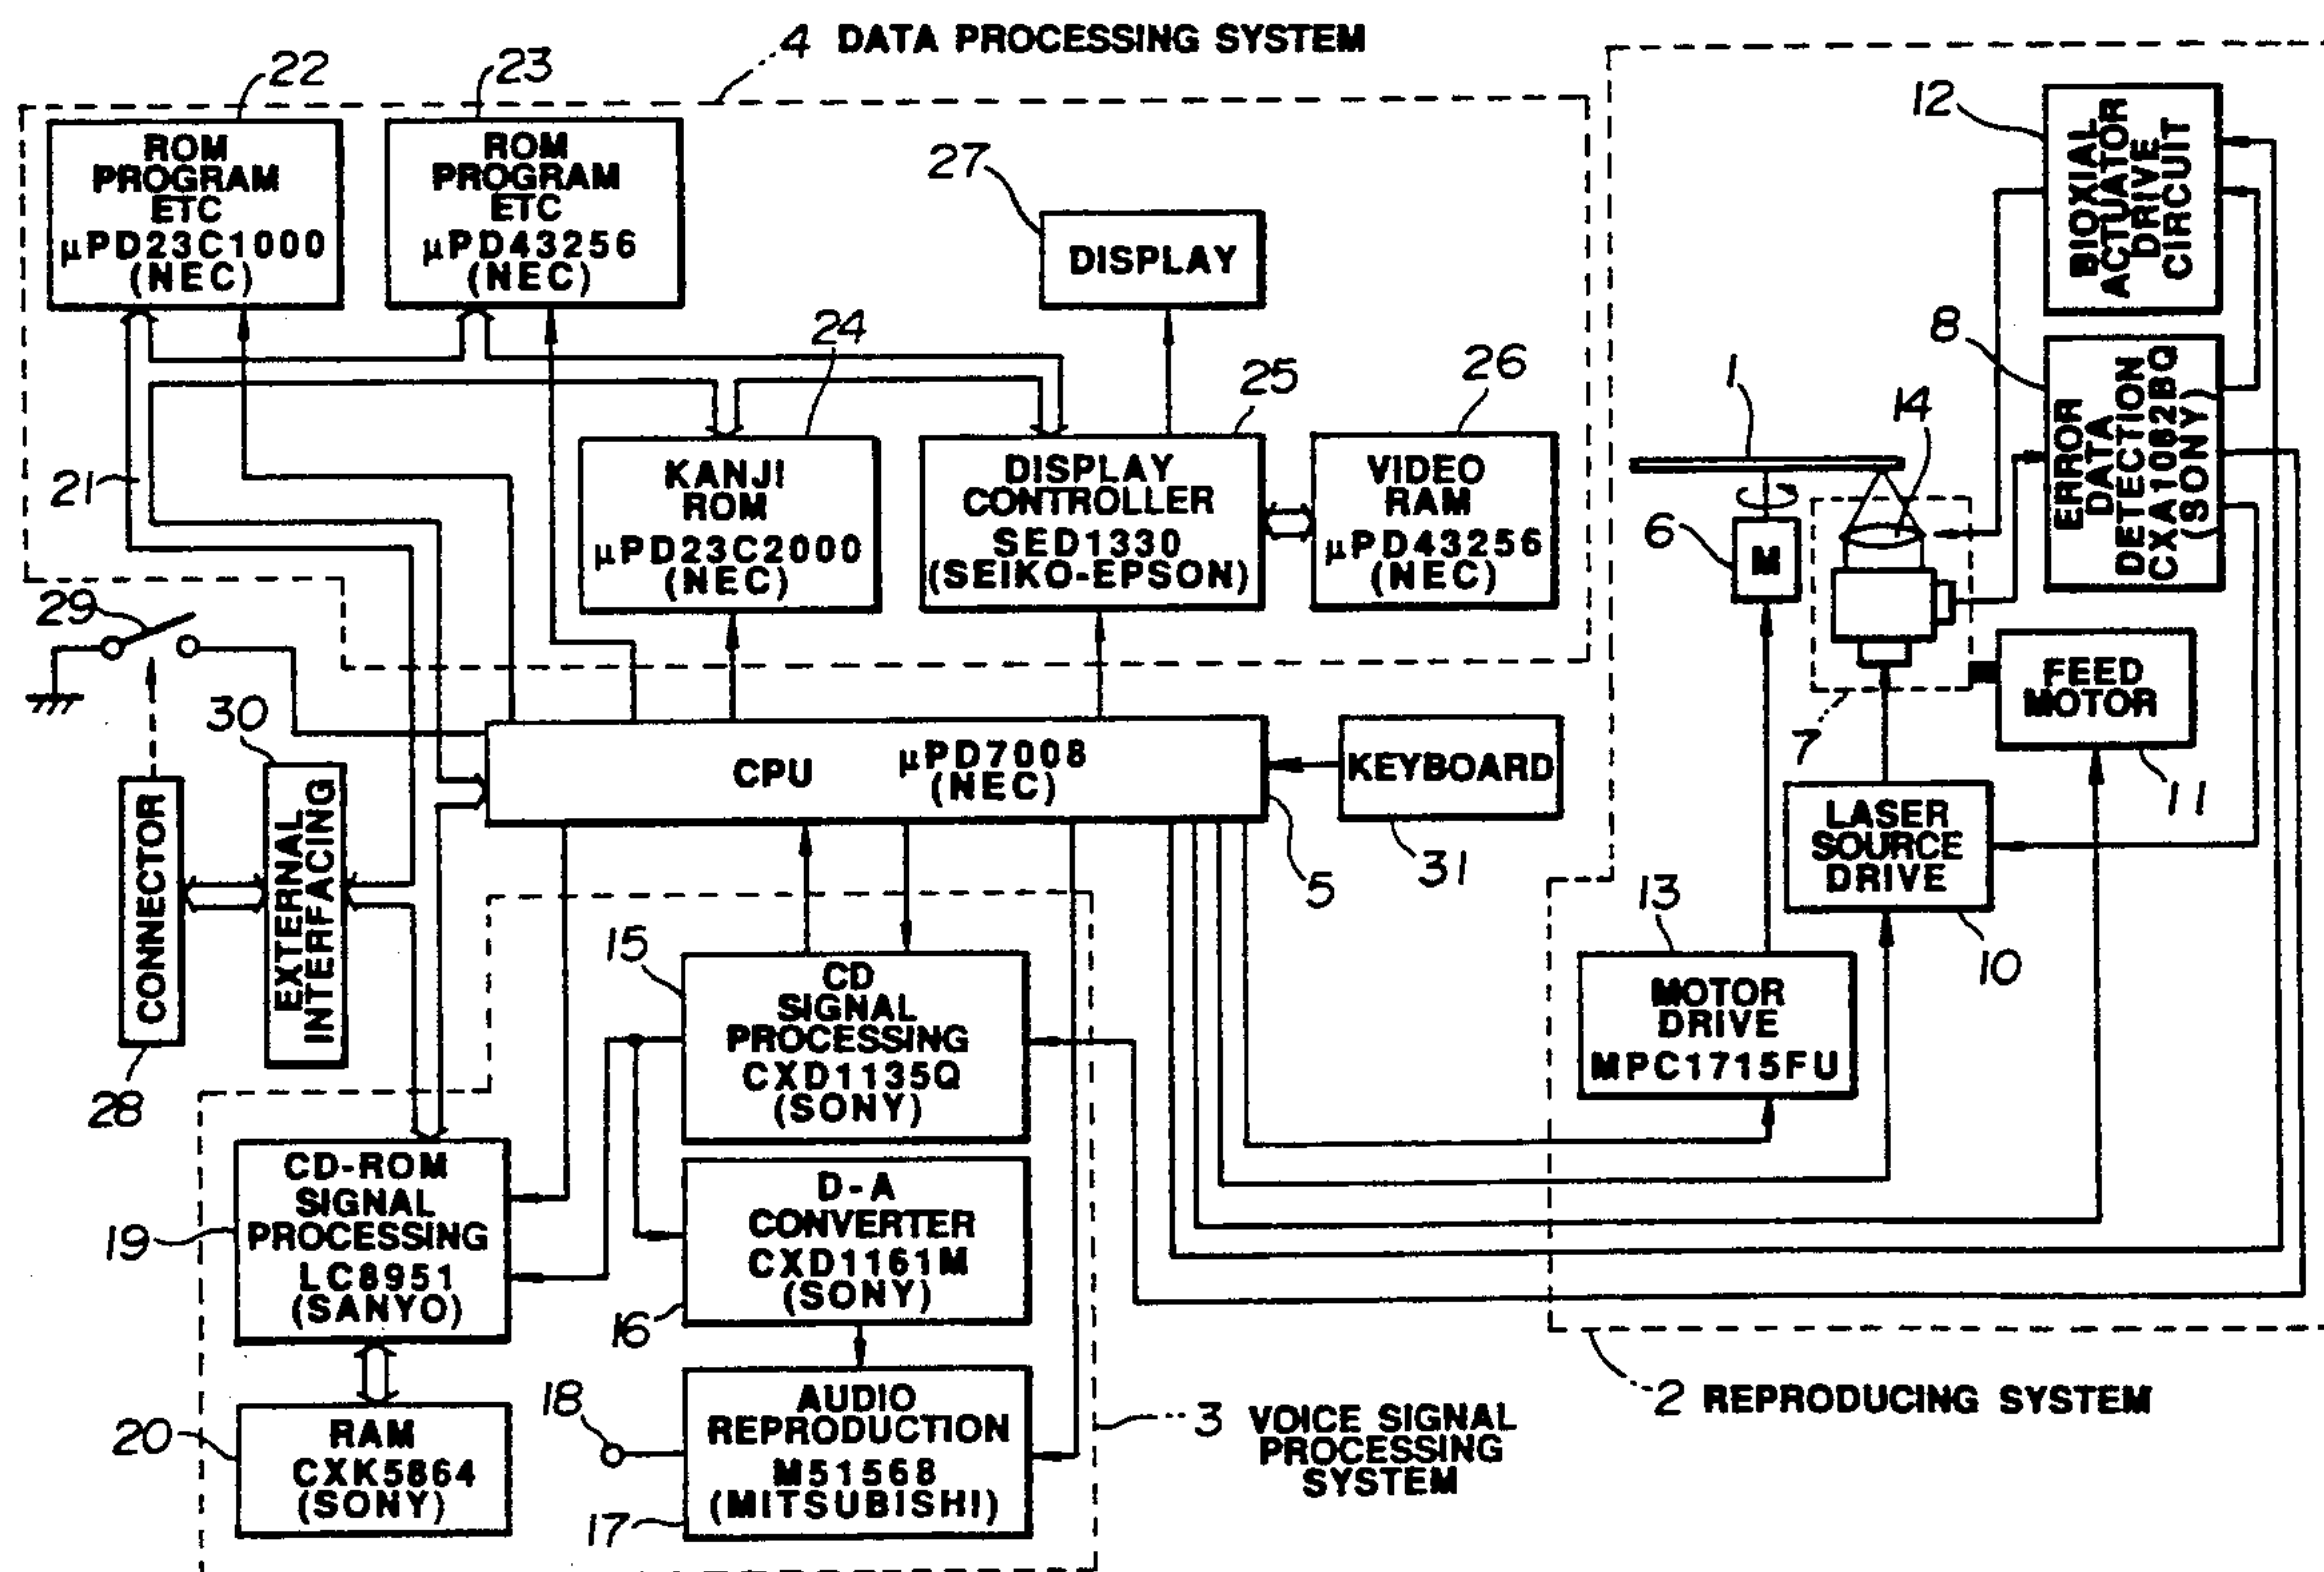 4 DATA PROCESSING SYSTEM
22
ROM
PROGRAM
ETC
μPD23C1000
(NEC)
23
ROM
PROGRAM
ETC
μPD43256
(NEC)
27
DISPLAY
24
KANJI
ROM
μPD23C2000
(NEC)
25
DISPLAY
CONTROLLER
SED1330
(SEIKO-EPSON)
26
VIDEO
RAM
μPD43256
(NEC)
21
12
BIOXIAL
ACTUATOR
DRIVE
CIRCUIT
8
ERROR
DATA
DETECTION
CXA1082BQ
(SONY)
1
14
6
M
7
FEED
MOTOR
11
29
30
EXTERNAL
INTERFACING
CONNECTOR
28
CPU
μPD7008
(NEC)
5
KEYBOARD
31
LASER
SOURCE
DRIVE
10
13
MOTOR
DRIVE
MPC1715FU
15
CD
SIGNAL
PROCESSING
CXD1135Q
(SONY)
D-A
CONVERTER
CXD1161M
(SONY)
16
CD-ROM
SIGNAL
PROCESSING
LC8951
(SANYO)
19
20
RAM
CXK5864
(SONY)
18
AUDIO
REPRODUCTION
M51568
(MITSUBISHI)
17
3 VOICE SIGNAL
PROCESSING
SYSTEM
2 REPRODUCING SYSTEM